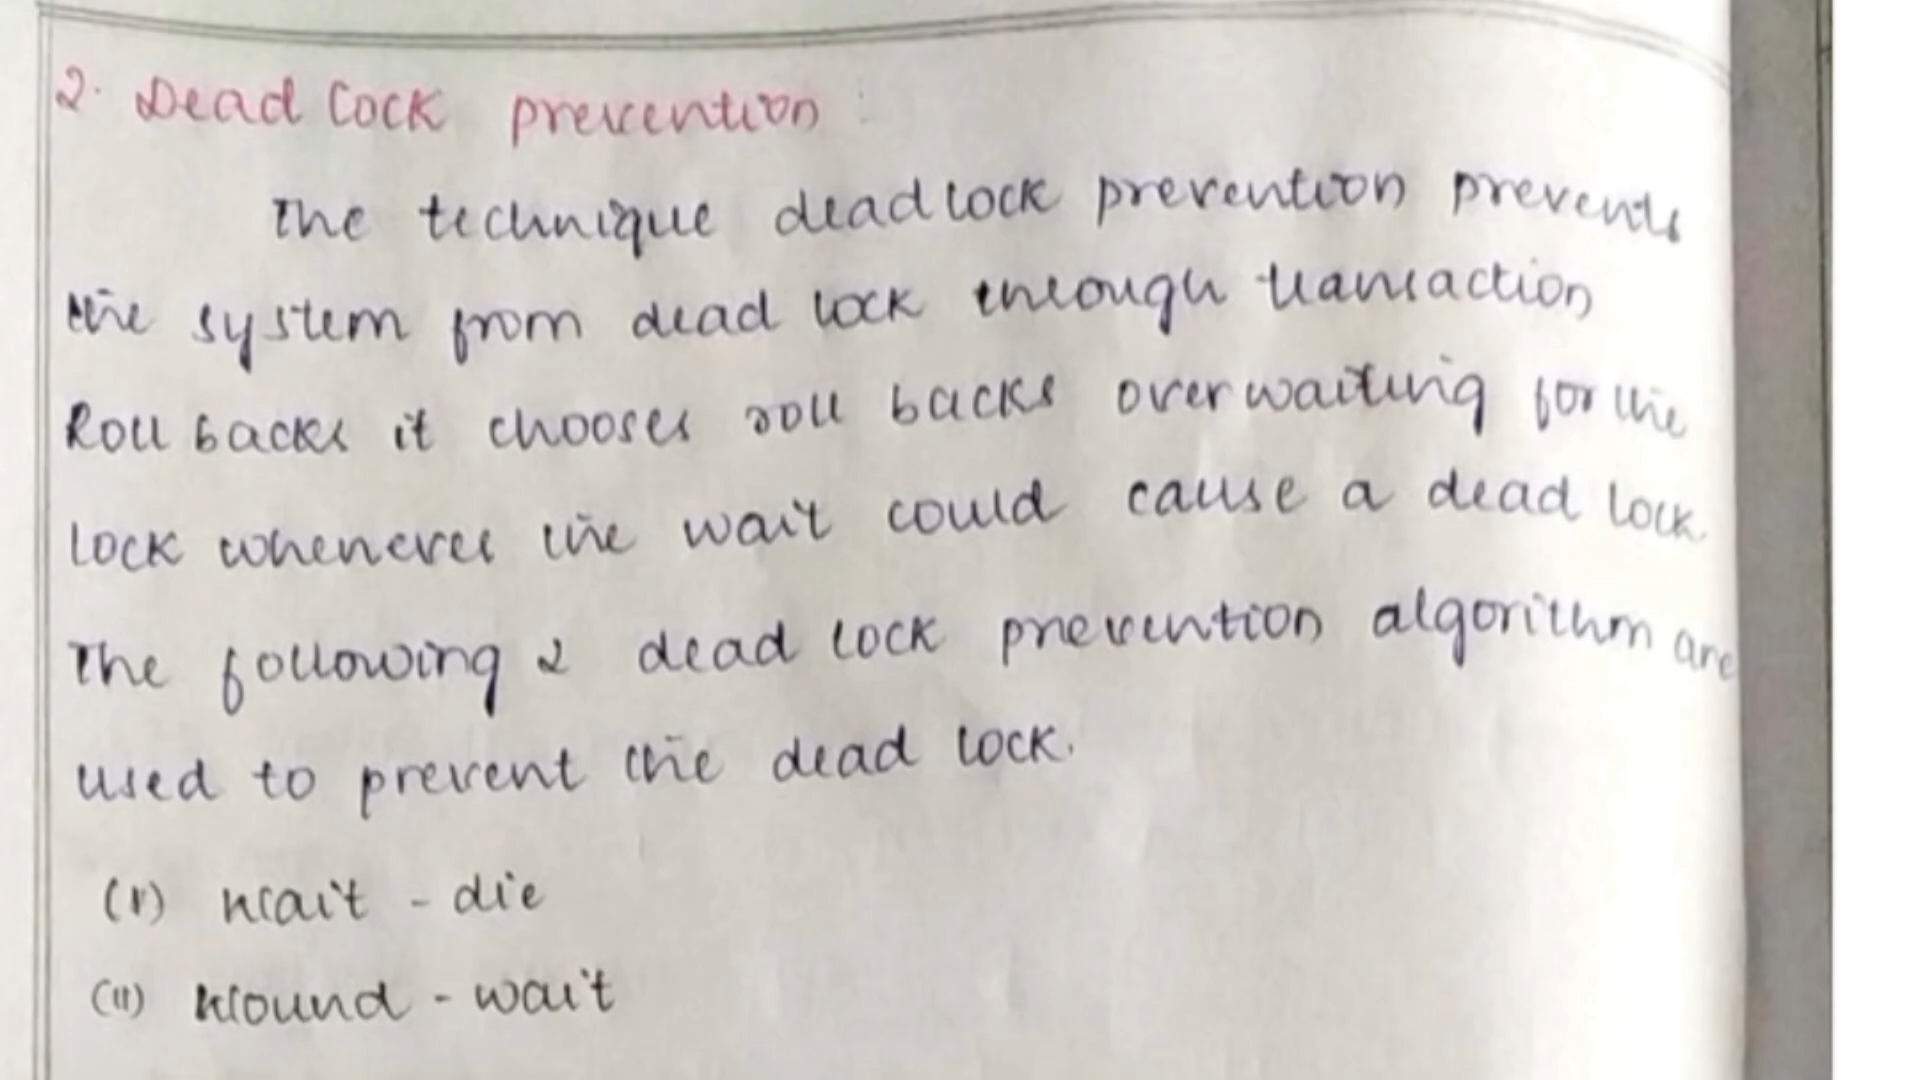 2. Dead lock prevention :
The technique deadlock prevention prevents
the system from dead lock through transaction
Roll backs it chooses roll backs over waiting for the
lock whenever the wait could cause a dead lock.
The following 2 dead lock prevention algorithm are
used to prevent the dead lock.
(i) wait - die
(ii) wound - wait